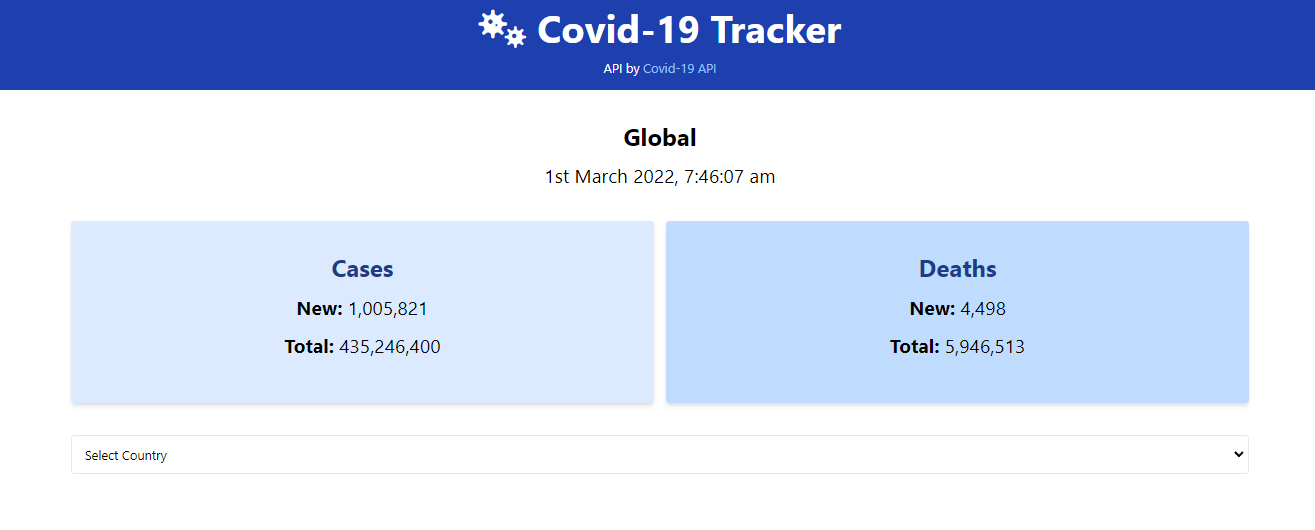 Covid-19 Tracker
API by Covid-19 API
Global
1st March 2022, 7:46:07 am
Cases
New: 1,005,821
Total: 435,246,400
Deaths
New: 4,498
Total: 5,946,513
Select Country